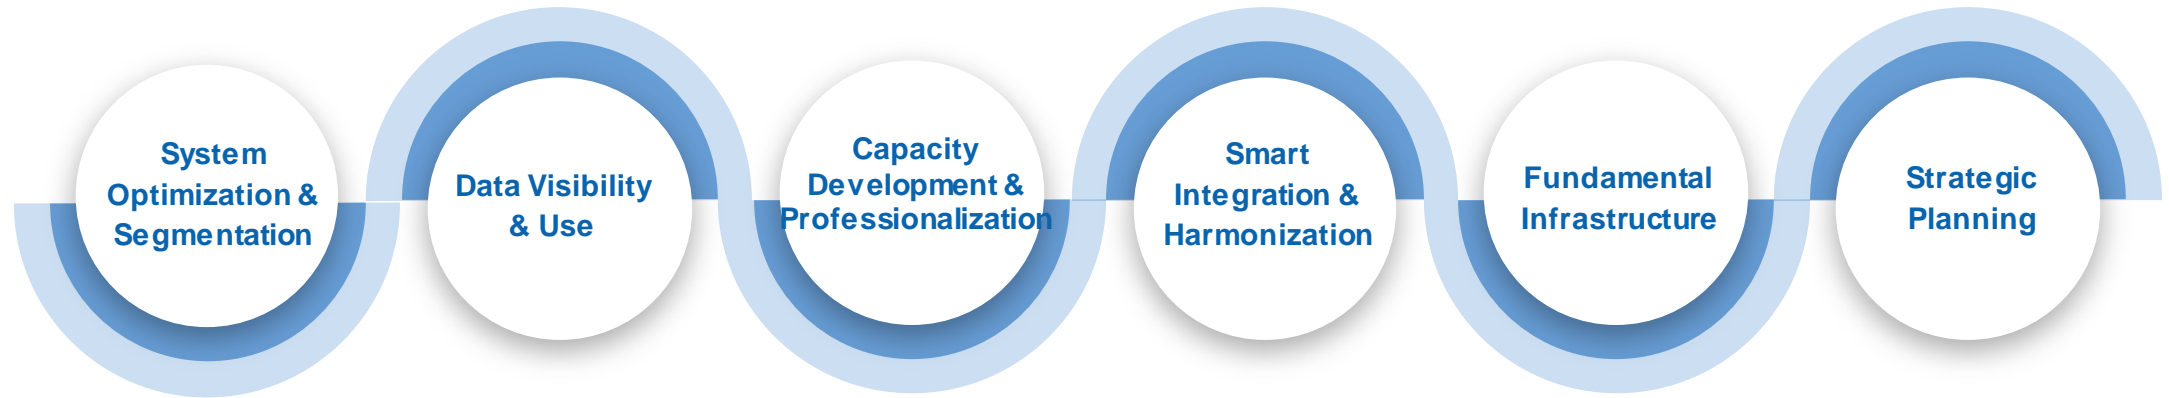 System
Optimization &
Segmentation
Data Visibility
& Use
Capacity
Development &
Professionalization
Smart
Integration &
Harmonization
Fundamental
Infrastructure
Strategic
Planning